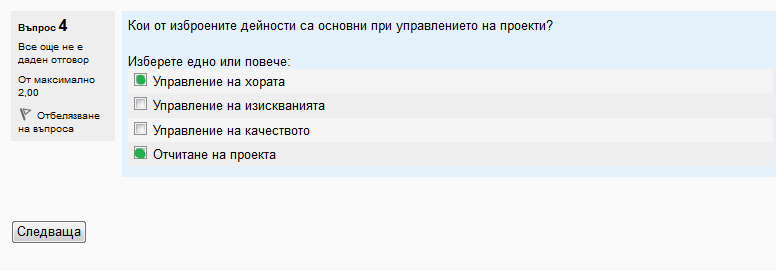 Въпрос 4
Все още не е
даден отговор
От максимално
2,00
Отбелязване
на въпроса
Кои от изброените дейности са основни при управлението на проекти?
Изберете едно или повече:
Управление на хората
Управление на изискванията
Управление на качеството
Отчитане на проекта
Следваща